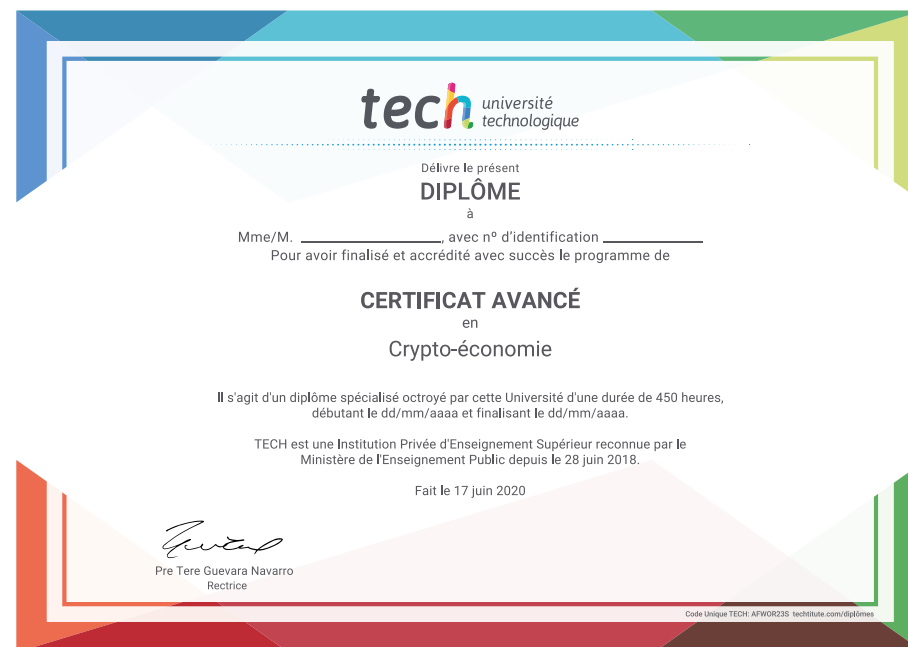 tech université
technologique
Délivre le présent
DIPLÔME
à
Mme/M. ____________________, avec nº d'identification ______________
Pour avoir finalisé et accrédité avec succès le programme de
CERTIFICAT AVANCÉ
en
Crypto-économie
Il s'agit d'un diplôme spécialisé octroyé par cette Université d'une durée de 450 heures,
débutant le dd/mm/aaaa et finalisant le dd/mm/aaaa.
TECH est une Institution Privée d'Enseignement Supérieur reconnue par le
Ministère de l'Enseignement Public depuis le 28 juin 2018.
Fait le 17 juin 2020
Pre Tere Guevara Navarro
Rectrice
Code Unique TECH: AFWOR23S techtitute.com/diplômes